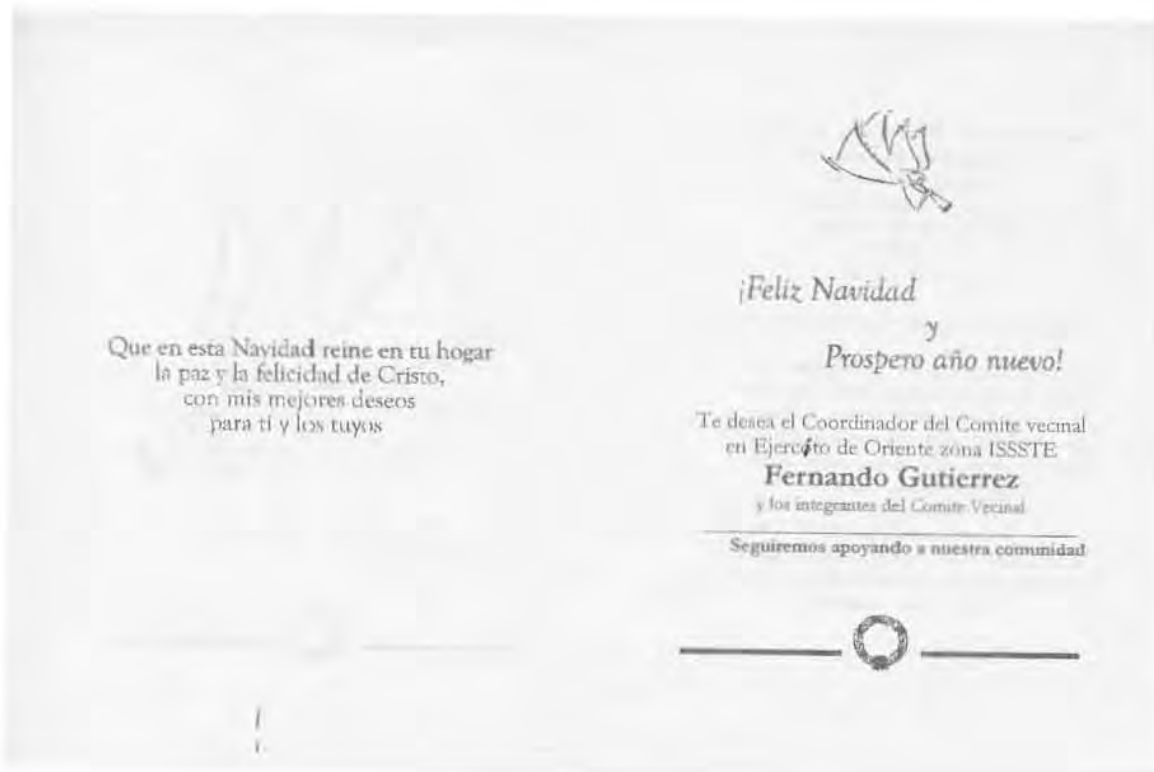 Que en esta Navidad reine en tu hogar
la paz y la felicidad de Cristo,
con mis mejores deseos
para ti y los tuyos
¡Feliz Navidad
y
Prospero año nuevo!
Te desea el Coordinador del Comite vecinal
en Ejercito de Oriente zona ISSSTE
Fernando Gutierrez
y los integrantes del Comite Vecinal
Seguiremos apoyando a nuestra comunidad